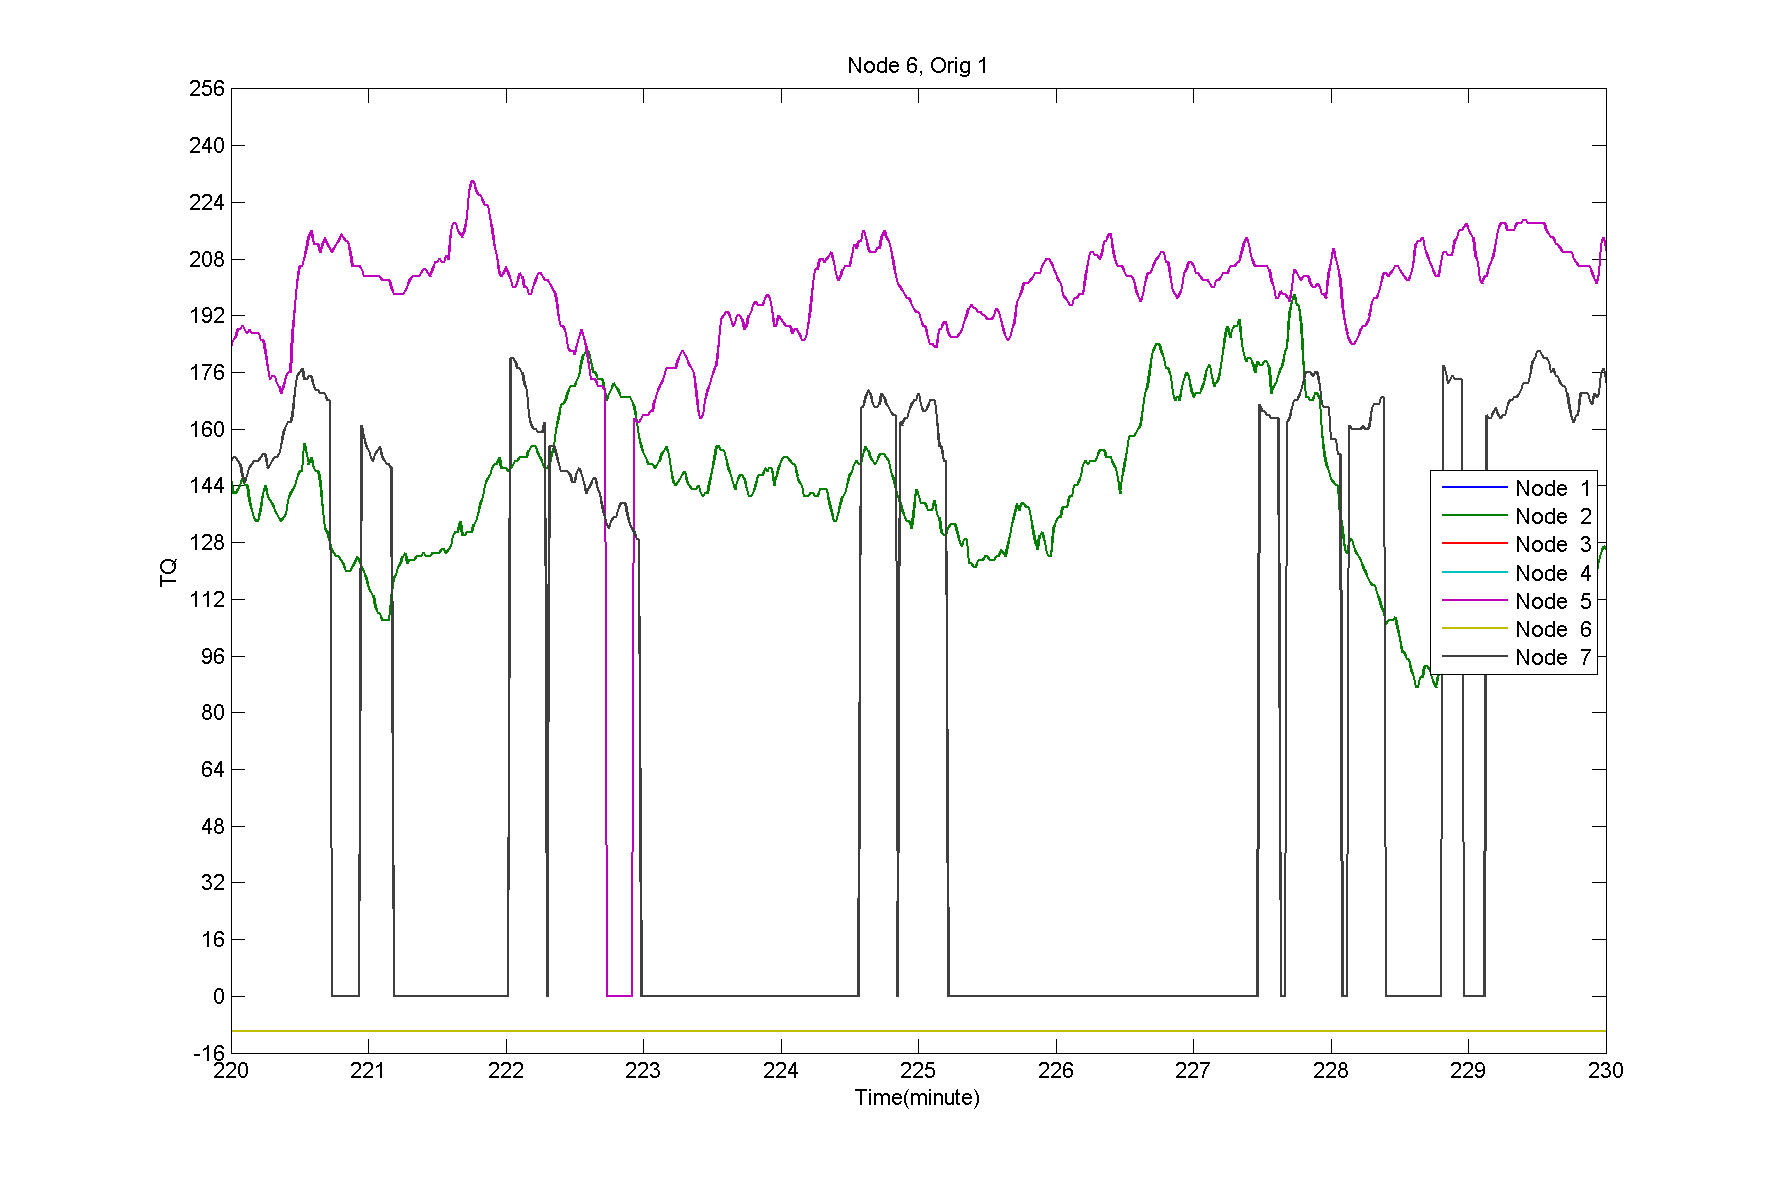 Node 6, Orig 1
256
240
224
208
192
176
160
144
128
112
96
80
64
48
32
16
0
-16
TQ
Node 1
Node 2
Node 3
Node 4
Node 5
Node 6
Node 7
220 221 222 223 224 225 226 227 228 229 230
Time(minute)